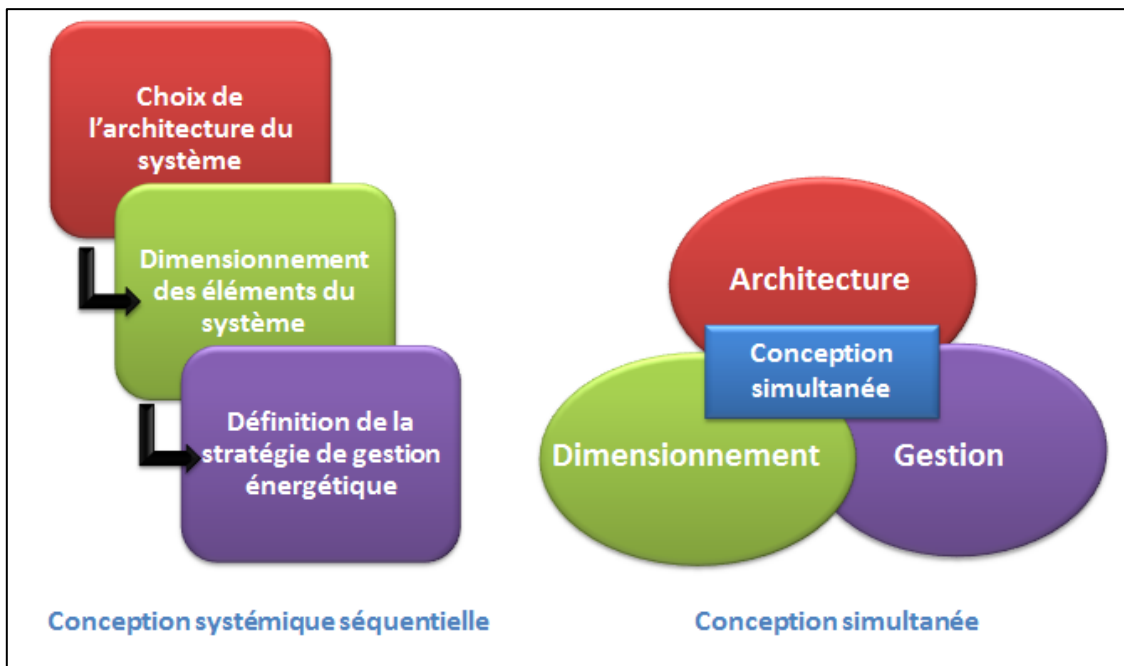 Choix de
l'architecture du
système
Dimensionnement
des éléments du
système
Définition de la
stratégie de gestion
énergétique
Conception systémique séquentielle
Architecture
Conception
simultanée
Dimensionnement
Gestion
Conception simultanée